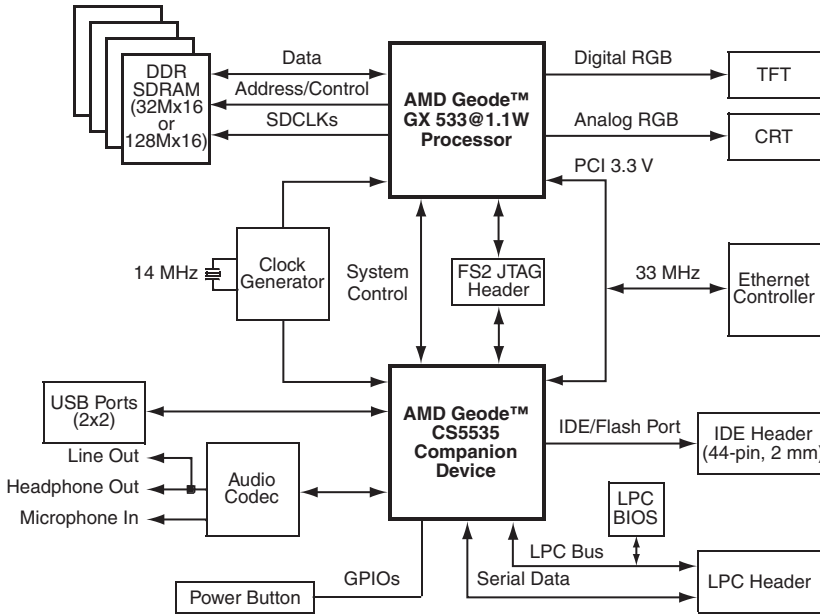 DDR
SDRAM
(32Mx16
or
128Mx16)
Data
Address/Control
SDCLKs
AMD Geode™
GX 533@1.1W
Processor
Digital RGB
TFT
Analog RGB
CRT
PCI 3.3 V
14 MHz
Clock
Generator
System
Control
FS2 JTAG
Header
33 MHz
Ethernet
Controller
USB Ports
(2x2)
AMD Geode™
CS5535
Companion
Device
IDE/Flash Port
IDE Header
(44-pin, 2 mm)
Line Out
Headphone Out
Microphone In
Audio
Codec
LPC
BIOS
LPC Bus
Serial Data
LPC Header
GPIOs
Power Button